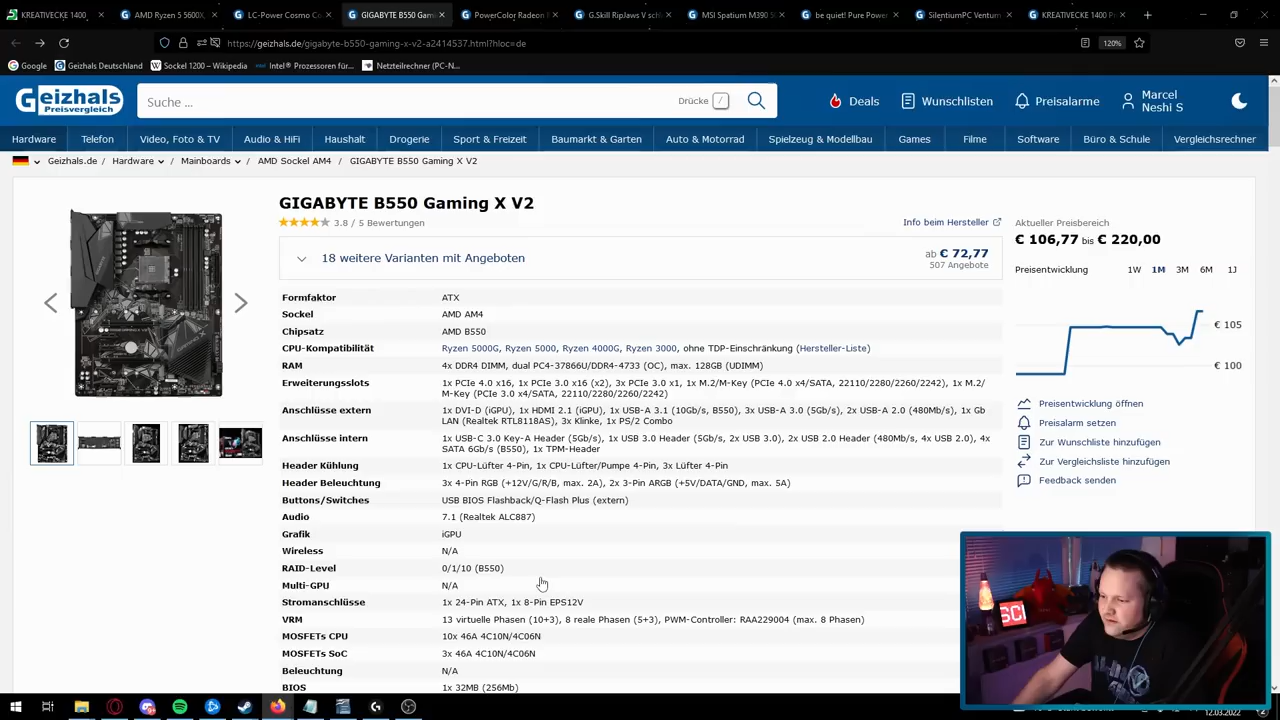 KREATIVECKE 1400
AMD Ryzen 5 5600X,
LC-Power Cosmo Co
GIGABYTE B550 Gami
PowerColor Radeon
G.Skill RipJaws V sch
MSI Spatium M390 50
be quiet! Pure Power
SilentiumPC Ventum
KREATIVECKE 1400 P
https://geizhals.de/gigabyte-b550-gaming-x-v2-a2414537.html?hloc=de
120%
Google
Geizhals Deutschland
Sockel 1200 – Wikipedia
Intel® Prozessoren für...
Netzteilrechner (PC-N...
Geizhals
Preisvergleich
Suche ...
Drücke /
Deals
Wunschlisten
Preisalarme
Marcel
Neshi S
Hardware Telefon Video, Foto & TV Audio & HiFi Haushalt Drogerie Sport & Freizeit Baumarkt & Garten Auto & Motorrad Spielzeug & Modellbau Games Filme Software Büro & Schule Vergleichsrechner
Geizhals.de Hardware Mainboards AMD Sockel AM4 GIGABYTE B550 Gaming X V2
GIGABYTE B550 Gaming X V2
3.8 / 5 Bewertungen
Info beim Hersteller
18 weitere Varianten mit Angeboten
ab € 72,77
507 Angebote
Formfaktor ATX
Sockel AMD AM4
Chipsatz AMD B550
CPU-Kompatibilität Ryzen 5000G, Ryzen 5000, Ryzen 4000G, Ryzen 3000, ohne TDP-Einschränkung (Hersteller-Liste)
RAM 4x DDR4 DIMM, dual PC4-37866U/DDR4-4733 (OC), max. 128GB (UDIMM)
Erweiterungsslots 1x PCIe 4.0 x16, 1x PCIe 3.0 x16 (x2), 3x PCIe 3.0 x1, 1x M.2/M-Key (PCIe 4.0/SATA, 22110/2280/2260/2242), 1x M.2/
M-Key (PCIe 3.0 x4/SATA, 22110/2280/2260/2242)
Anschlüsse extern 1x DVI-D (iGPU), 1x HDMI 2.1 (iGPU), 1x USB-A 3.1 (10Gb/s, B550), 3x USB-A 3.0 (5Gb/s), 2x USB-A 2.0 (480Mb/s), 1x Gb
LAN (Realtek RTL8118AS), 3x Klinke, 1x PS/2 Combo
Anschlüsse intern 1x USB-C 3.0 Key-A Header (5Gb/s), 1x USB 3.0 Header (5Gb/s, 2x USB 3.0), 2x USB 2.0 Header (480Mb/s, 4x USB 2.0), 4x
SATA 6Gb/s (B550), 1x TPM-Header
Header Kühlung 1x CPU-Lüfter 4-Pin, 1x CPU-Lüfter/Pumpe 4-Pin, 3x Lüfter 4-Pin
Header Beleuchtung 3x 4-Pin RGB (+12V/G/R/B, max. 2A), 2x 3-Pin ARGB (+5V/DATA/GND, max. 5A)
Buttons/Switches USB BIOS Flashback/Q-Flash Plus (extern)
Audio 7.1 (Realtek ALC887)
Grafik iGPU
Wireless N/A
RAID-Level 0/1/10 (B550)
Multi-GPU N/A
Stromanschlüsse 1x 24-Pin ATX, 1x 8-Pin EPS12V
VRM 13 virtuelle Phasen (10+3), 8 reale Phasen (5+3), PWM-Controller: RAA229004 (max. 8 Phasen)
MOSFETs CPU 10x 46A 4C10N/4C06N
MOSFETs SoC 3x 46A 4C10N/4C06N
Beleuchtung N/A
BIOS 1x 32MB (256Mb)
Aktueller Preisbereich
€ 106,77 bis € 220,00
Preisentwicklung 1W 1M 3M 6M 1J
€ 105
€ 100
Preisentwicklung öffnen
Preisalarm setzen
Zur Wunschliste hinzufügen
Zur Vergleichsliste hinzufügen
Feedback senden
SCi
12.03.2022